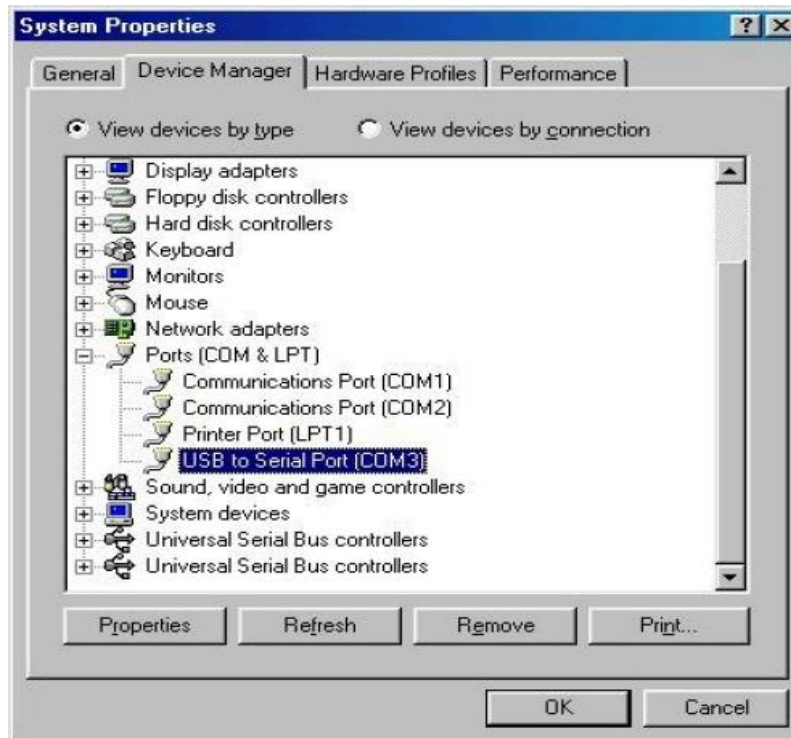 System Properties
General Device Manager Hardware Profiles Performance
View devices by type View devices by connection
Display adapters
Floppy disk controllers
Hard disk controllers
Keyboard
Monitors
Mouse
Network adapters
Ports (COM & LPT)
Communications Port (COM1)
Communications Port (COM2)
Printer Port (LPT1)
USB to Serial Port (COM3)
Sound, video and game controllers
System devices
Universal Serial Bus controllers
Universal Serial Bus controllers
Properties Refresh Remove Print...
OK Cancel